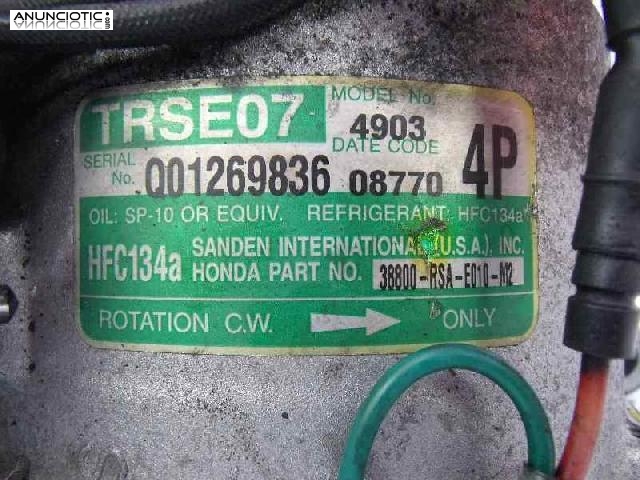 ANUNCIOTIC.com
TRSE07
MODEL No.
4903
SERIAL No. Q01269836
DATE CODE
08770
4P
OIL: SP-10 OR EQUIV. REFRIGERANT: HFC134a
HFC134a
SANDEN INTERNATIONAL (U.S.A.), INC.
HONDA PART NO. 38800-RSA-E010-M2
ROTATION C.W. ONLY